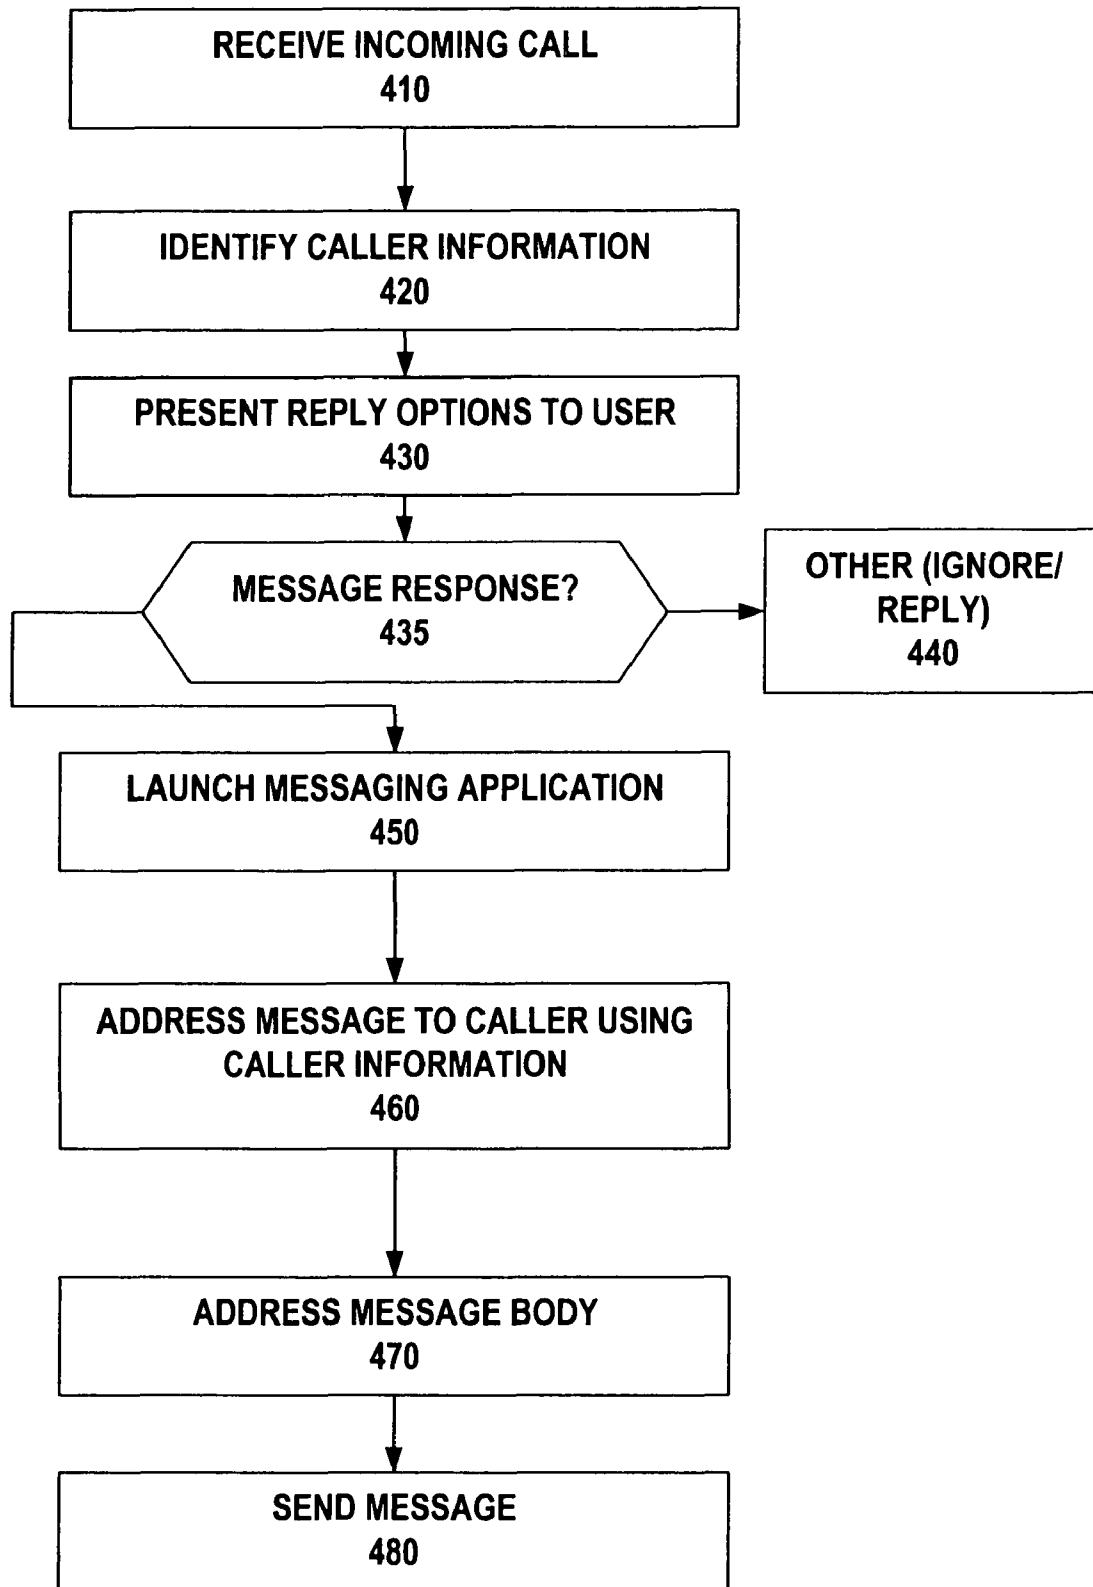 RECEIVE INCOMING CALL
410
IDENTIFY CALLER INFORMATION
420
PRESENT REPLY OPTIONS TO USER
430
MESSAGE RESPONSE?
435
OTHER (IGNORE/
REPLY)
440
LAUNCH MESSAGING APPLICATION
450
ADDRESS MESSAGE TO CALLER USING
CALLER INFORMATION
460
ADDRESS MESSAGE BODY
470
SEND MESSAGE
480